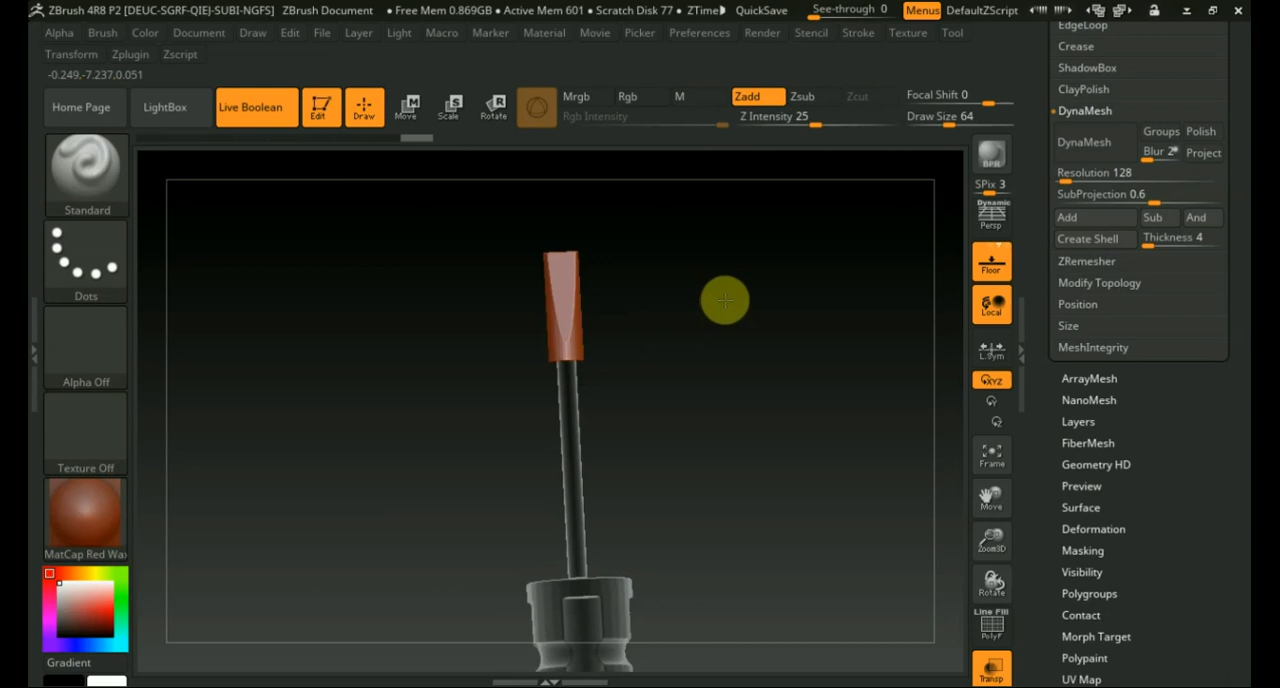 ZBrush 4R8 P2 [DEUC-SGRF-QIEJ-SUBI-NGFS] ZBrush Document • Free Mem 0.869GB • Active Mem 601 • Scratch Disk 77 • ZTime QuickSave See-through 0 Menus DefaultZScript
Alpha Brush Color Document Draw Edit File Layer Light Macro Marker Material Movie Picker Preferences Render Stencil Stroke Texture Tool
Transform Zplugin Zscript
-0.249,-7.237,0.051
Home Page LightBox Live Boolean Edit Draw Move Scale Rotate
Mrgb Rgb M Zadd Zsub Zcut Focal Shift 0
Rgb Intensity Z Intensity 25 Draw Size 64
Standard
Dots
Alpha Off
Texture Off
MatCap Red Wax
Gradient
BPR
SPix 3
Dynamic
Persp
Floor
Local
L.Sym
XYZ
Y
Z
Frame
Move
Zoom3D
Rotate
Line Fill
PolyF
Transp
EdgeLoop
Crease
ShadowBox
ClayPolish
DynaMesh
DynaMesh Groups Polish
Blur 2 Project
Resolution 128
SubProjection 0.6
Add Sub And
Create Shell Thickness 4
ZRemesher
Modify Topology
Position
Size
MeshIntegrity
ArrayMesh
NanoMesh
Layers
FiberMesh
Geometry HD
Preview
Surface
Deformation
Masking
Visibility
Polygroups
Contact
Morph Target
Polypaint
UV Map